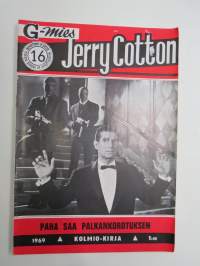 G-mies
Jerry Cotton
16
PAHA SAA PALKANKOROTUKSEN
1969 ▲ KOLMIO-KIRJA ▲